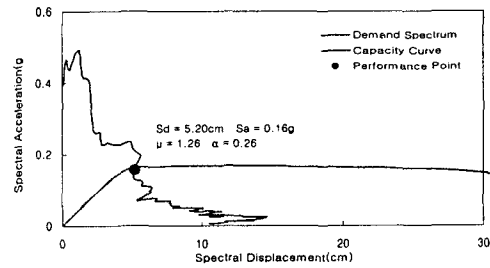 0.6
0.4
0.2
0
Spectral Acceleration(g
Demand Spectrum
Capacity Curve
Performance Point
Sd = 5.20cm Sa = 0.16g
μ = 1.26 α = 0.26
0 10 20 30
Spectral Displacement(cm)